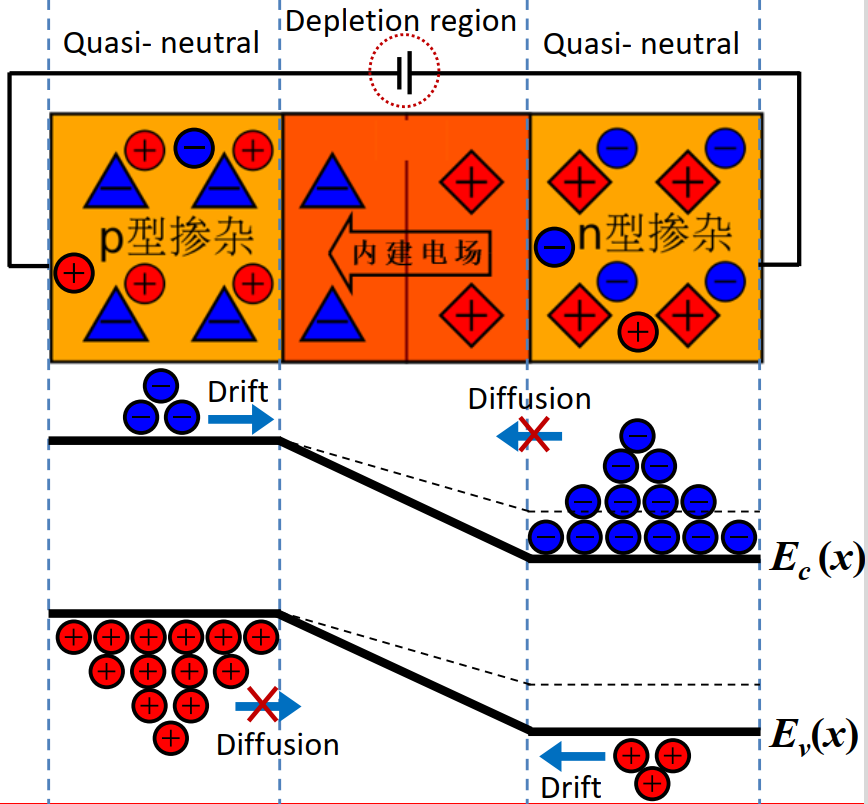 Depletion region
Quasi- neutral
Quasi- neutral
p型掺杂
n型掺杂
内建电场
Drift
Diffusion
E_c (x)
Diffusion
E_v(x)
Drift